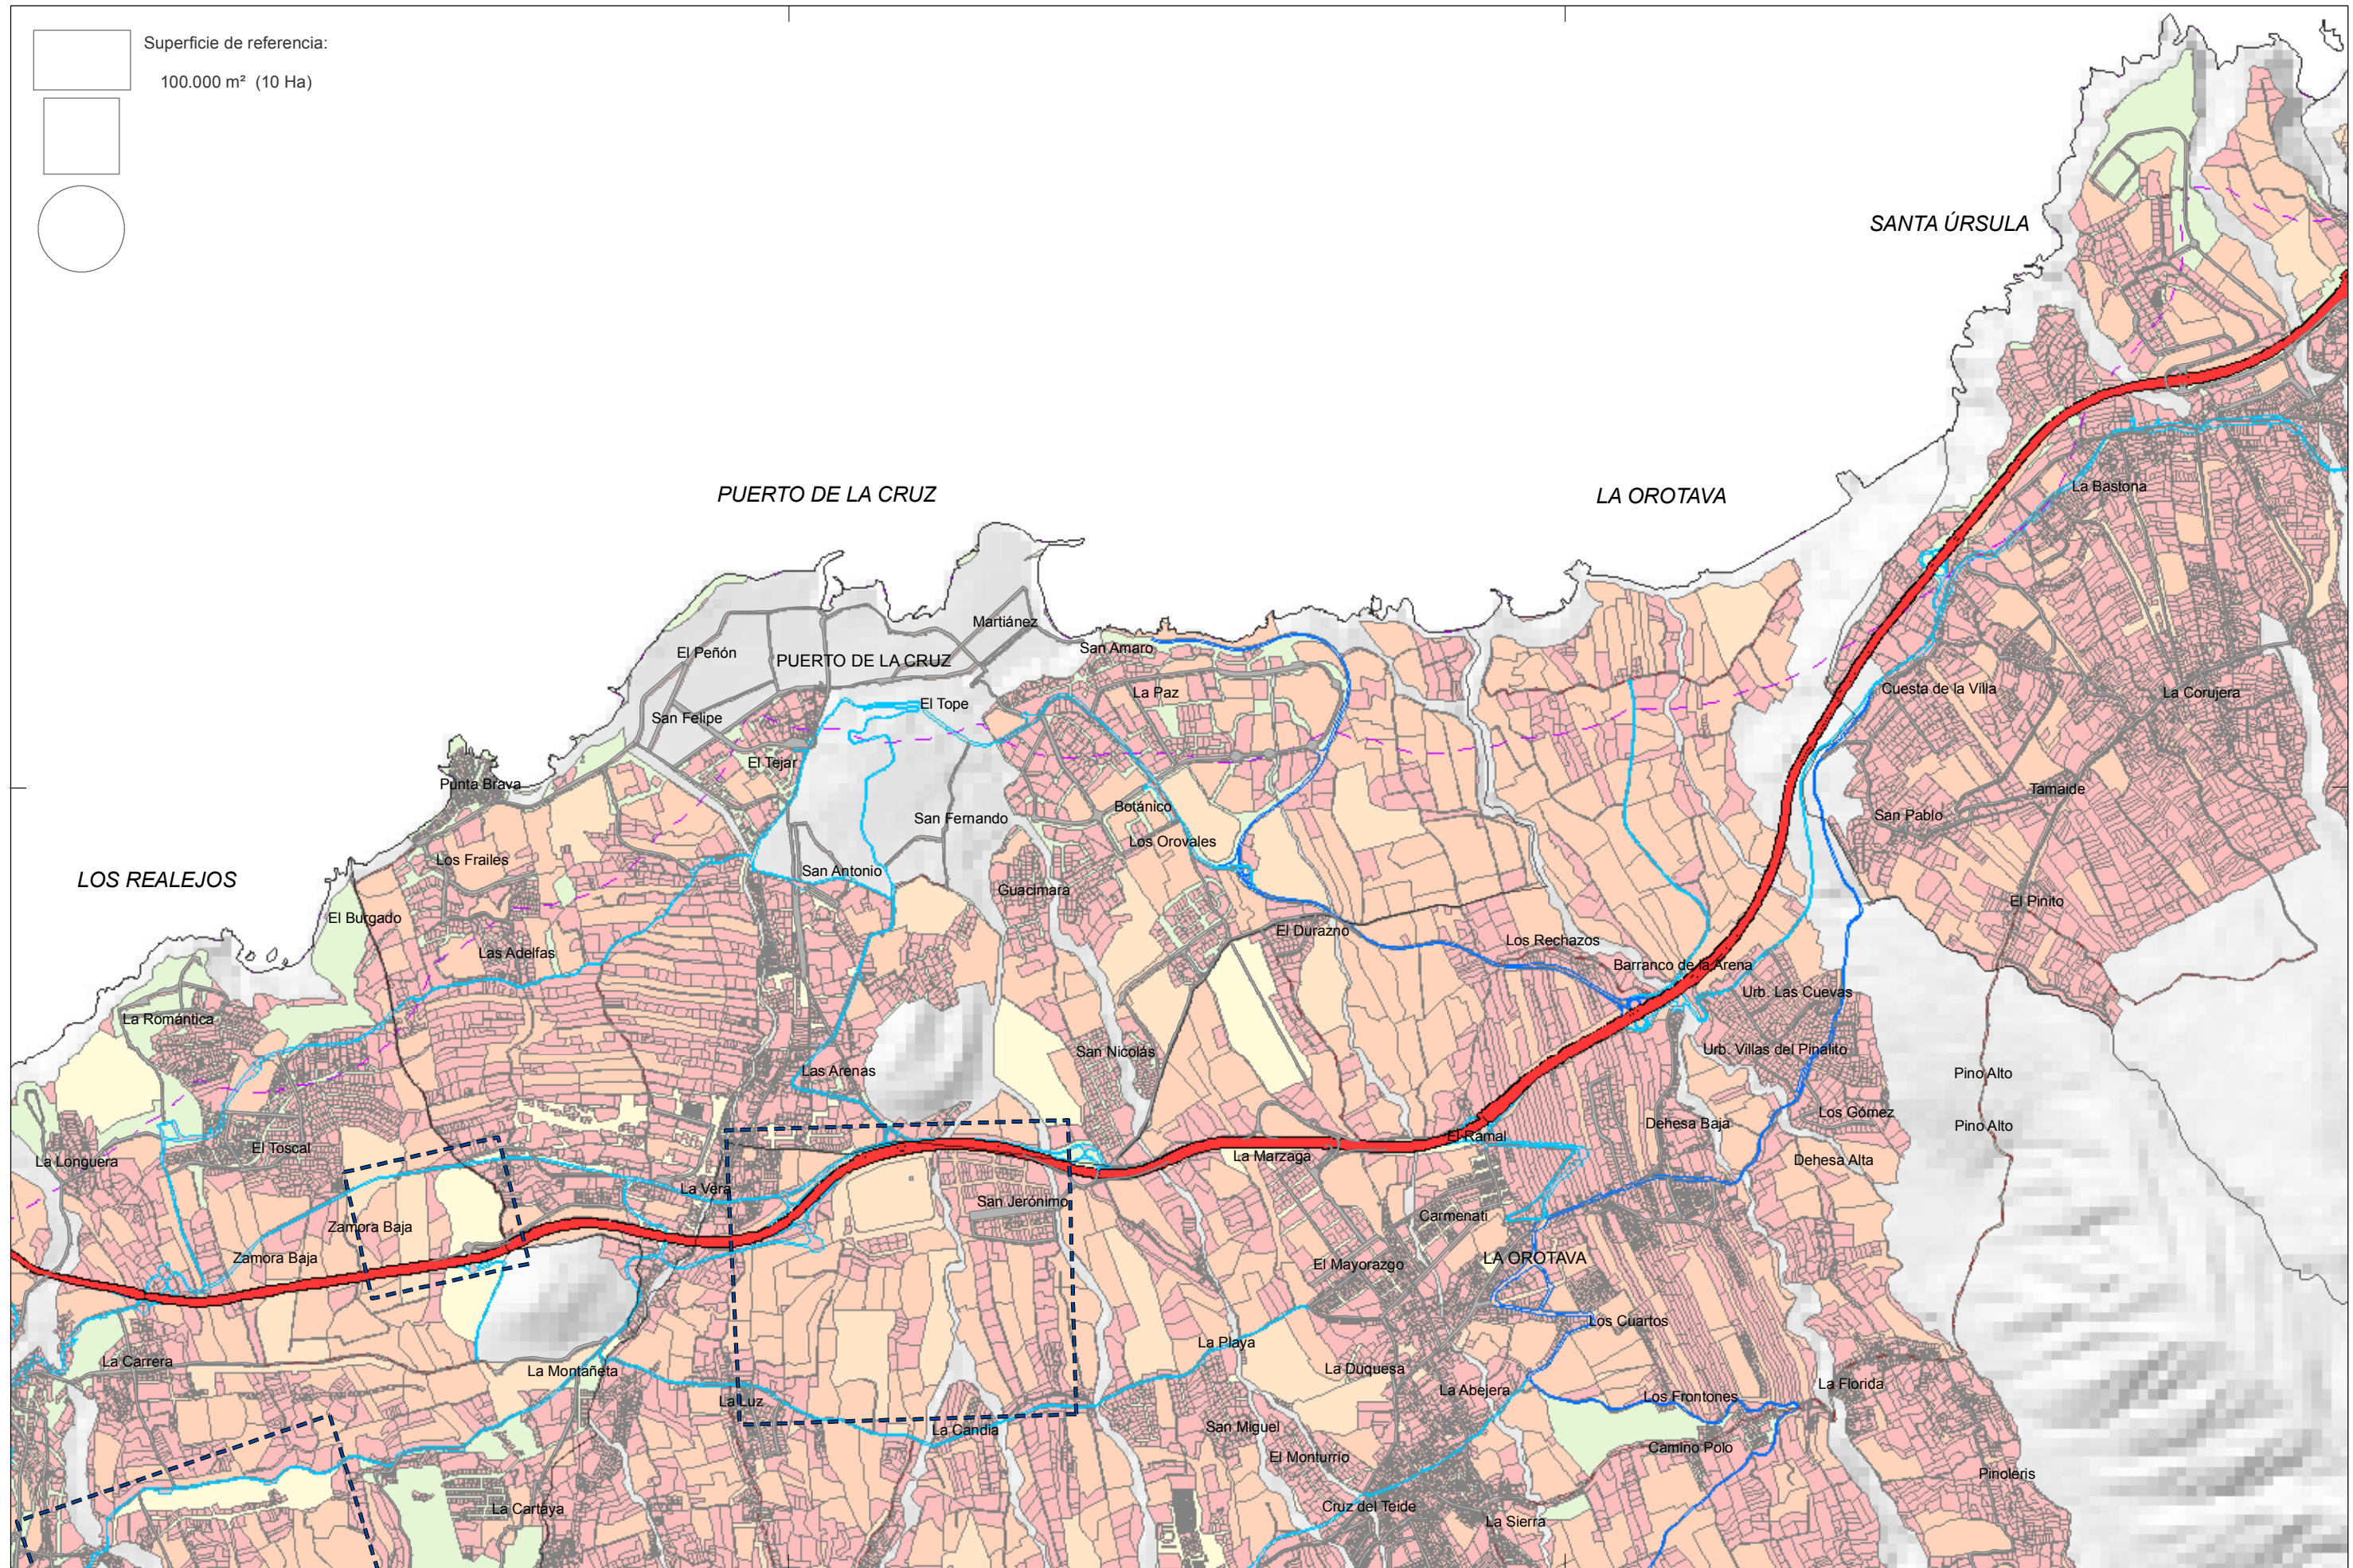 Superficie de referencia:
100.000 m² (10 Ha)
SANTA ÚRSULA
PUERTO DE LA CRUZ
LA OROTAVA
La Bastona
Martiánez
San Amaro
El Peñón
PUERTO DE LA CRUZ
La Paz
Cuesta de la Villa
La Corujera
El Tope
San Felipe
El Tejar
Punta Brava
Tamaide
Botánico
San Fernando
San Pablo
Los Orovales
Los Frailes
San Antonio
LOS REALEJOS
Guacimara
El Pinito
El Burgado
El Durazno
Los Rechazos
Las Adelfas
Barranco de la Arena
Urb. Las Cuevas
La Romántica
San Nicolás
Urb. Villas del Pinalito
Las Arenas
Pino Alto
Los Gómez
Dehesa Baja
Pino Alto
El Ramal
El Toscal
La Marzaga
La Longuera
Dehesa Alta
La Vera
San Jerónimo
Carmenati
Zamora Baja
Zamora Baja
LA OROTAVA
El Mayorazgo
Los Cuartos
La Playa
La Carrera
La Montañeta
La Duquesa
La Florida
La Abejera
Los Frontones
La Luz
La Candia
San Miguel
Camino Polo
El Monturrio
Pinoleris
La Cartaya
Cruz del Teide
La Sierra